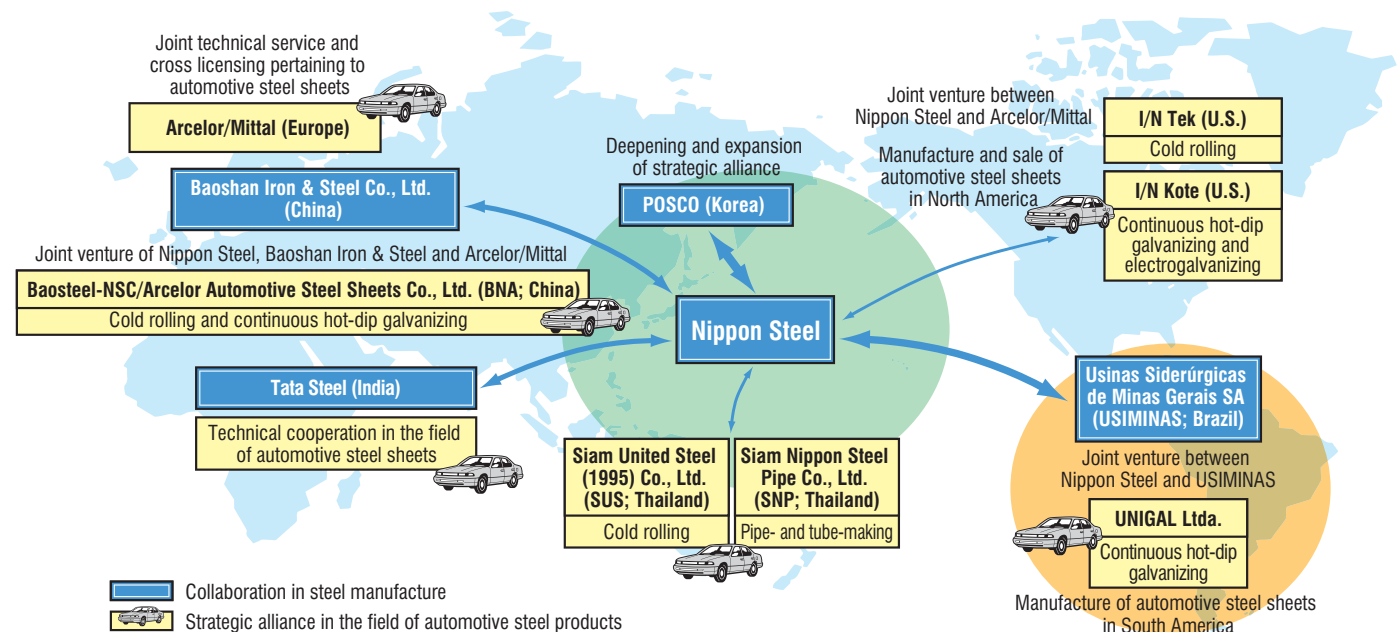 Joint technical service and
cross licensing pertaining to
automotive steel sheets
Arcelor/Mittal (Europe)
Baoshan Iron & Steel Co., Ltd.
(China)
Joint venture of Nippon Steel, Baoshan Iron & Steel and Arcelor/Mittal
Baosteel-NSC/Arcelor Automotive Steel Sheets Co., Ltd. (BNA; China)
Cold rolling and continuous hot-dip galvanizing
Tata Steel (India)
Technical cooperation in the field
of automotive steel sheets
Deepening and expansion
of strategic alliance
POSCO (Korea)
Nippon Steel
Siam United Steel
(1995) Co., Ltd.
(SUS; Thailand)
Cold rolling
Siam Nippon Steel
Pipe Co., Ltd.
(SNP; Thailand)
Pipe- and tube-making
Joint venture between
Nippon Steel and Arcelor/Mittal
Manufacture and sale of
automotive steel sheets
in North America
I/N Tek (U.S.)
Cold rolling
I/N Kote (U.S.)
Continuous hot-dip
galvanizing and
electrogalvanizing
Usinas Siderúrgicas
de Minas Gerais SA
(USIMINAS; Brazil)
Joint venture between
Nippon Steel and USIMINAS
UNIGAL Ltda.
Continuous hot-dip
galvanizing
Manufacture of automotive steel sheets
in South America
Collaboration in steel manufacture
Strategic alliance in the field of automotive steel products